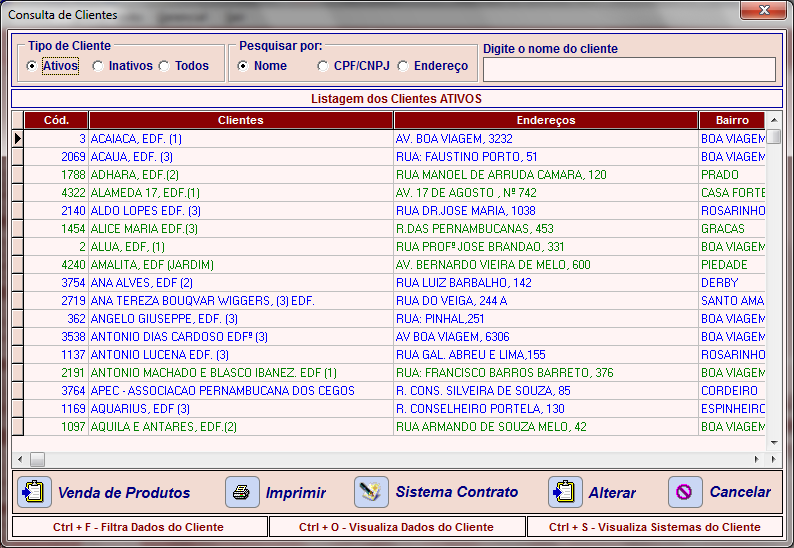 Consulta de Clientes
Tipo de Cliente
Ativos Inativos Todos
Pesquisar por:
Nome CPF/CNPJ Endereço
Digite o nome do cliente
Listagem dos Clientes ATIVOS
Cód. Clientes Endereços Bairro
3 ACAIACA, EDF. (1) AV. BOA VIAGEM, 3232 BOA VIAGEM
2069 ACAUA, EDF. (3) RUA: FAUSTINO PORTO, 51 BOA VIAGEM
1788 ADHARA, EDF.(2) RUA MANOEL DE ARRUDA CAMARA, 120 PRADO
4322 ALAMEDA 17, EDF.(1) AV. 17 DE AGOSTO , Nº 742 CASA FORTE
2140 ALDO LOPES EDF. (3) RUA DR.JOSE MARIA, 1038 ROSARINHO
1454 ALICE MARIA EDF.(3) R.DAS PERNAMBUCANAS, 453 GRACAS
2 ALUA, EDF, (1) RUA PROFº JOSE BRANDAO, 331 BOA VIAGEM
4240 AMALITA, EDF (JARDIM) AV. BERNARDO VIEIRA DE MELO, 600 PIEDADE
3754 ANA ALVES, EDF (2) RUA LUIZ BARBALHO, 142 DERBY
2719 ANA TEREZA BOUQVAR WIGGERS, (3) EDF. RUA DO VEIGA, 244 A SANTO AMA
362 ANGELO GIUSEPPE, EDF. (3) RUA: PINHAL,251 BOA VIAGEM
3538 ANTONIO DIAS CARDOSO EDFº (3) AV BOA VIAGEM, 6306 BOA VIAGEM
1137 ANTONIO LUCENA EDF. (3) RUA GAL. ABREU E LIMA,155 ROSARINHO
2191 ANTONIO MACHADO E BLASCO IBANEZ. EDF (1) RUA: FRANCISCO BARROS BARRETO, 376 BOA VIAGEM
3764 APEC - ASSOCIACAO PERNAMBUCANA DOS CEGOS R. CONS. SILVEIRA DE SOUZA, 85 CORDEIRO
1169 AQUARIUS, EDF (3) R. CONSELHEIRO PORTELA, 130 ESPINHEIRO
1097 AQUILA E ANTARES, EDF.(2) RUA ARMANDO DE SOUZA MELO, 42 BOA VIAGEM
Venda de Produtos Imprimir Sistema Contrato Alterar Cancelar
Ctrl + F - Filtra Dados do Cliente Ctrl + O - Visualiza Dados do Cliente Ctrl + S - Visualiza Sistemas do Cliente